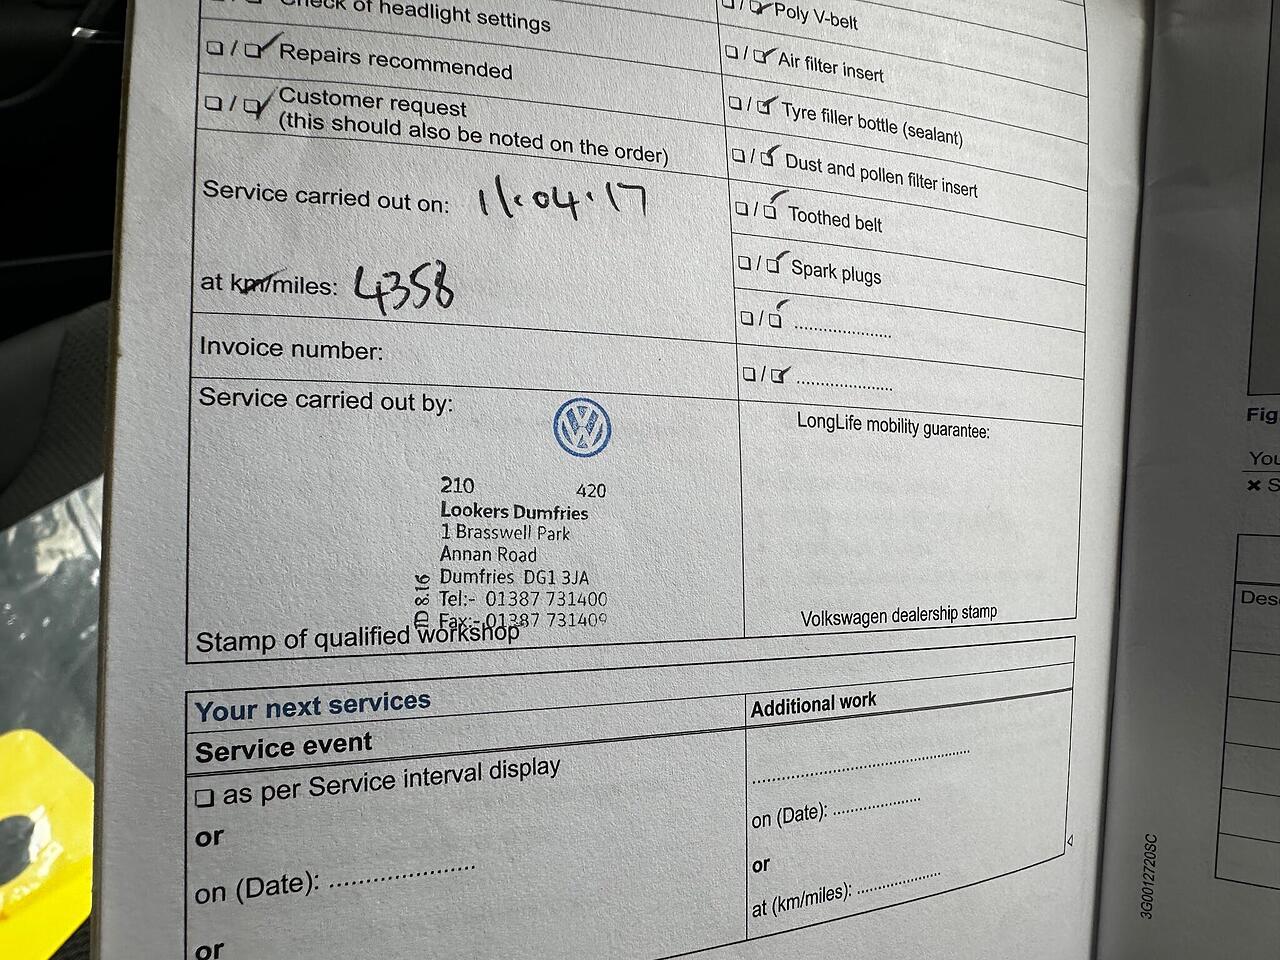 Check of headlight settings
❑ / ❑ Repairs recommended
❑ / ❑ Customer request
(this should also be noted on the order)
Service carried out on: 11.04.17
at km/miles: 4358
Invoice number:
Service carried out by:
210 420
Lookers Dumfries
1 Brasswell Park
Annan Road
Dumfries DG1 3JA
Tel:- 01387 731400
Fax:- 01387 731409
Stamp of qualified workshop
❑ / ❑ Poly V-belt
❑ / ❑ Air filter insert
❑ / ❑ Tyre filler bottle (sealant)
❑ / ❑ Dust and pollen filter insert
❑ / ❑ Toothed belt
❑ / ❑ Spark plugs
❑ / ❑ .....................
❑ / ❑ .....................
LongLife mobility guarantee:
Volkswagen dealership stamp
Your next services
Service event
❑ as per Service interval display
or
on (Date): .....................
or
Additional work
...............................
on (Date): ....................
or
at (km/miles): ...................
3G0012720SC
Fig
You
× S